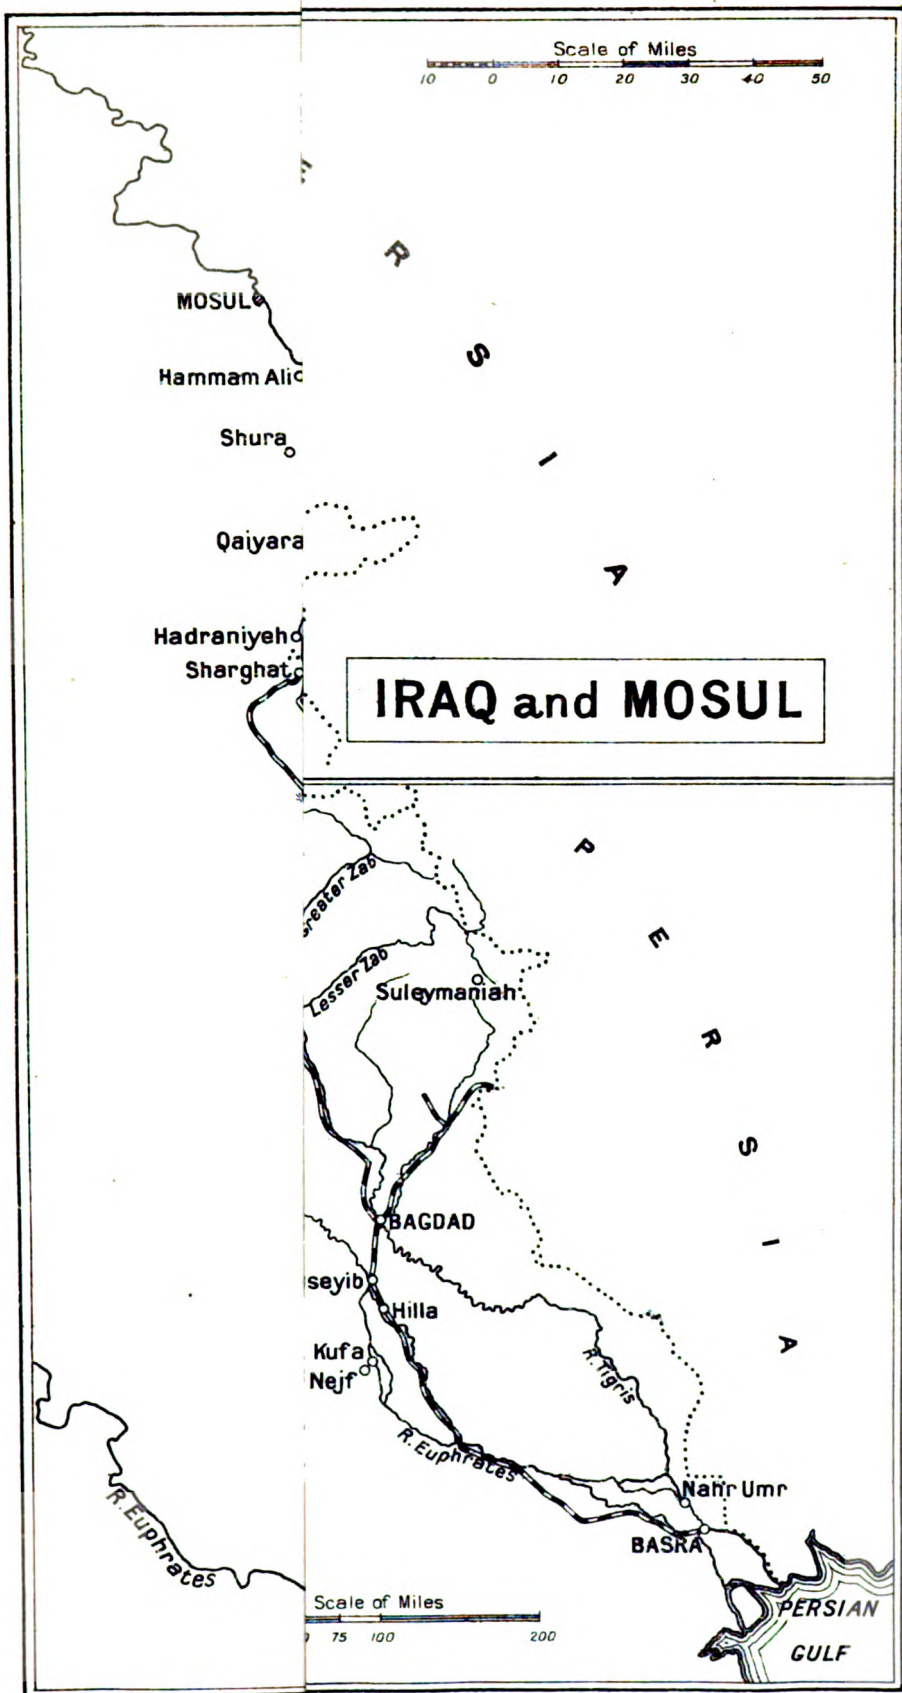 Scale of Miles
10 0 10 20 30 40 50
R
S
I
A
MOSUL
Hammam Ali
Shura
Qaiyara
Hadraniyeh
Sharghat
IRAQ and MOSUL
P
E
R
S
I
A
Greater Zab
Lesser Zab
Suleymaniah
BAGDAD
seyib
Hilla
Kufa
Nejf
R. Tigris
R. Euphrates
Nahr Umr
BASRA
R. Euphrates
Scale of Miles
75 100 200
PERSIAN
GULF